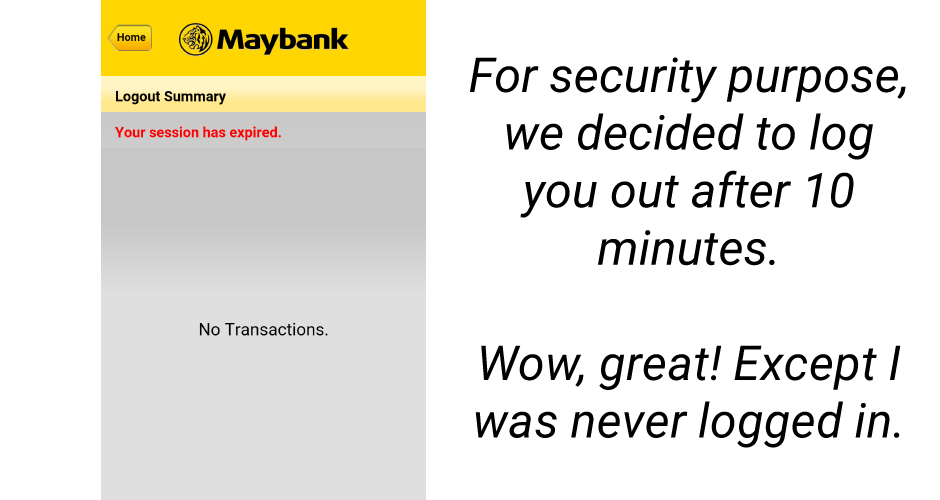 Home
Maybank
Logout Summary
Your session has expired.
No Transactions.
For security purpose,
we decided to log
you out after 10
minutes.
Wow, great! Except I
was never logged in.